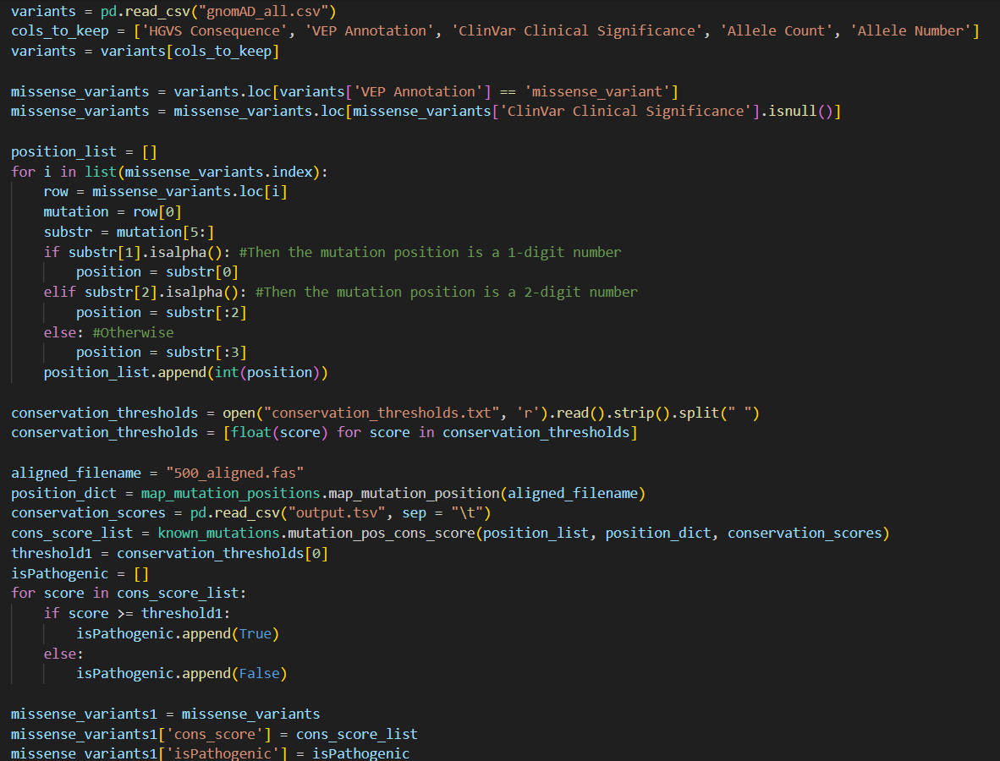 variants = pd.read_csv("gnomAD_all.csv")
cols_to_keep = ['HGVS Consequence', 'VEP Annotation', 'ClinVar Clinical Significance', 'Allele Count', 'Allele Number']
variants = variants[cols_to_keep]

missense_variants = variants.loc[variants['VEP Annotation'] == 'missense_variant']
missense_variants = missense_variants.loc[missense_variants['ClinVar Clinical Significance'].isnull()]

position_list = []
for i in list(missense_variants.index):
    row = missense_variants.loc[i]
    mutation = row[0]
    substr = mutation[5:]
    if substr[1].isalpha(): #Then the mutation position is a 1-digit number
        position = substr[0]
    elif substr[2].isalpha(): #Then the mutation position is a 2-digit number
        position = substr[:2]
    else: #Otherwise
        position = substr[:3]
    position_list.append(int(position))

conservation_thresholds = open("conservation_thresholds.txt", 'r').read().strip().split(" ")
conservation_thresholds = [float(score) for score in conservation_thresholds]

aligned_filename = "500_aligned.fas"
position_dict = map_mutation_positions.map_mutation_position(aligned_filename)
conservation_scores = pd.read_csv("output.tsv", sep = "\t")
cons_score_list = known_mutations.mutation_pos_cons_score(position_list, position_dict, conservation_scores)
threshold1 = conservation_thresholds[0]
isPathogenic = []
for score in cons_score_list:
    if score >= threshold1:
        isPathogenic.append(True)
    else:
        isPathogenic.append(False)

missense_variants1 = missense_variants
missense_variants1['cons_score'] = cons_score_list
missense_variants1['isPathogenic'] = isPathogenic